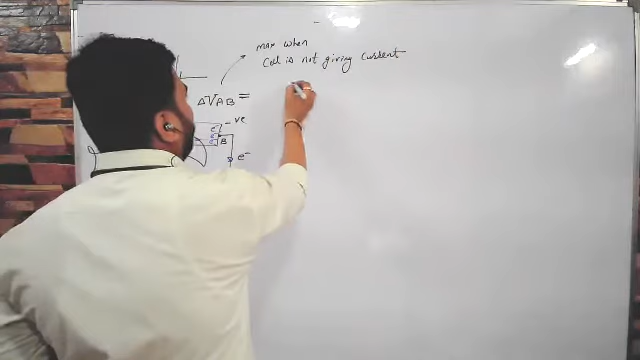 max when
Cell is not giving current
ΔVAB =
e⁻ -ve
e⁻
e⁻ B
e⁻